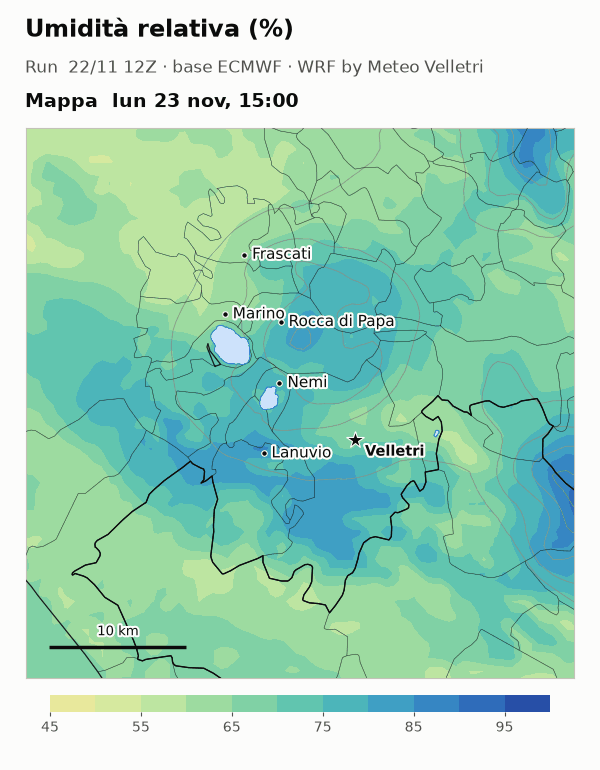 Umidità relativa (%)
Run  22/11 12Z · base ECMWF · WRF by Meteo Velletri
Mappa  lun 23 nov, 15:00
Frascati
Marino
Rocca di Papa
Nemi
Velletri
Lanuvio
10 km
45 55 65 75 85 95